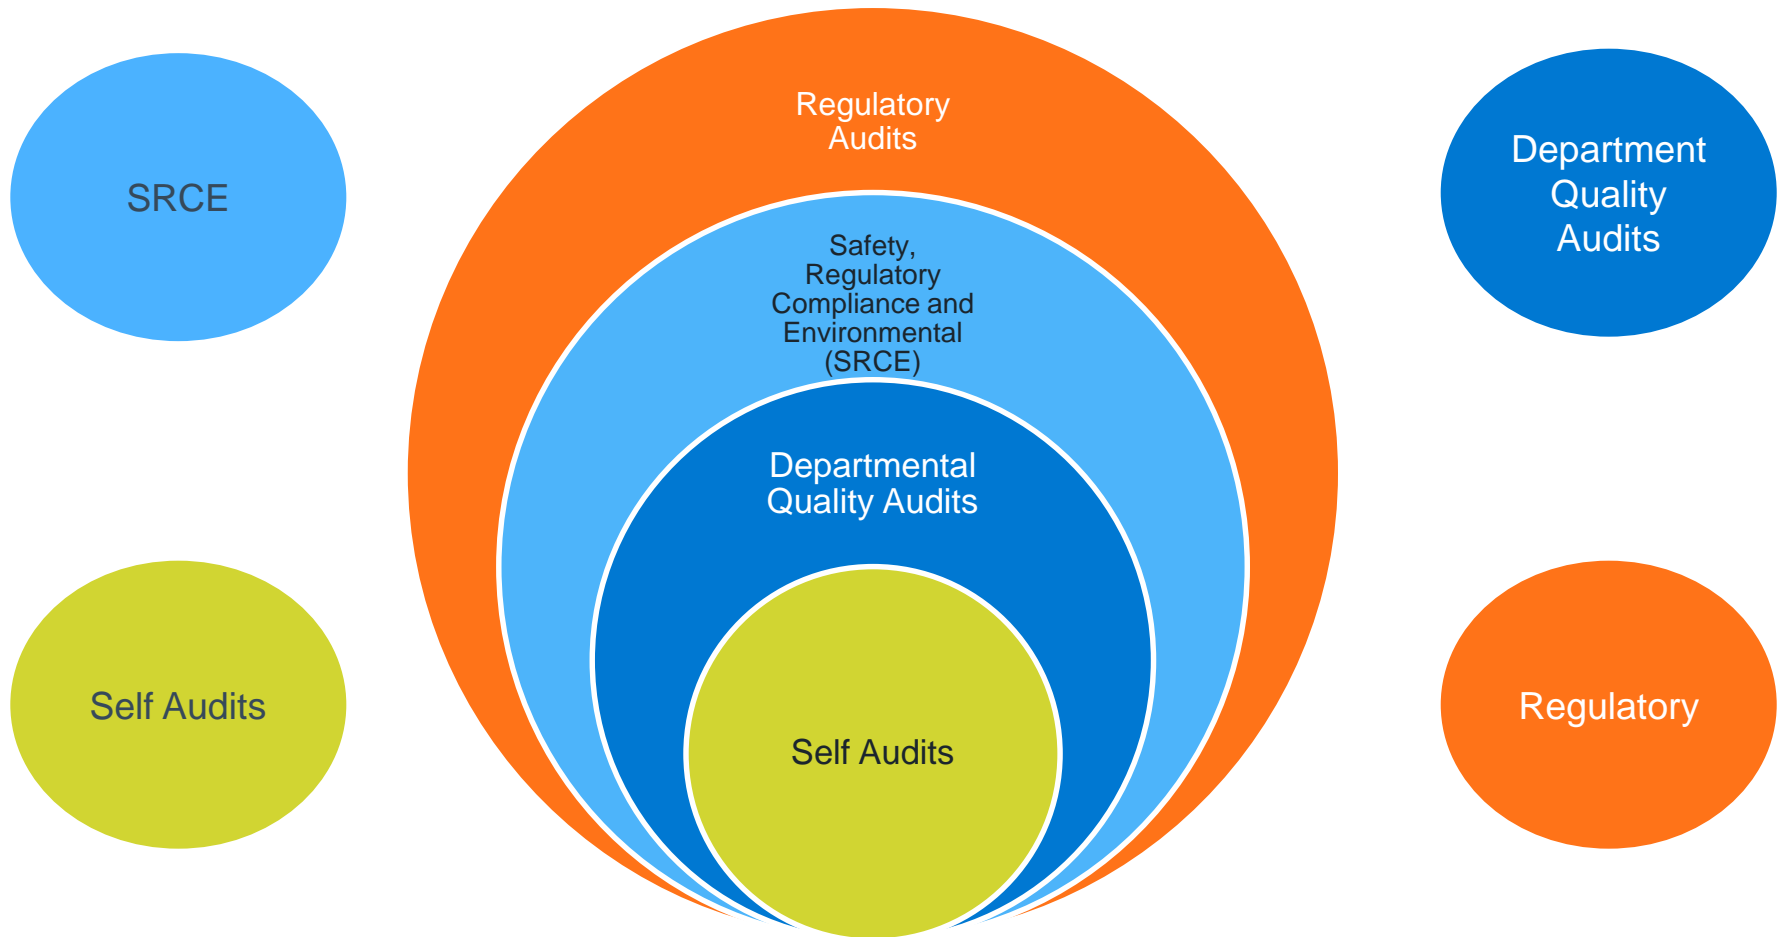 SRCE
Self Audits
Regulatory
Audits
Safety,
Regulatory
Compliance and
Environmental
(SRCE)
Departmental
Quality Audits
Self Audits
Department
Quality
Audits
Regulatory